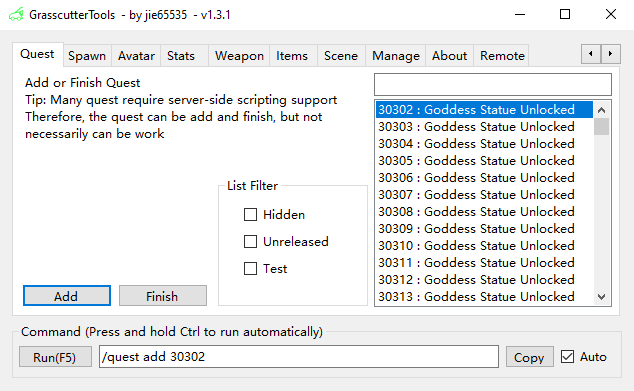 GrasscutterTools - by jie65535 - v1.3.1
Quest Spawn Avatar Stats Weapon Items Scene Manage About Remote
Add or Finish Quest
Tip: Many quest require server-side scripting support
Therefore, the quest can be add and finish, but not
necessarily can be work
List Filter
Hidden
Unreleased
Test
Add Finish
30302 : Goddess Statue Unlocked
30303 : Goddess Statue Unlocked
30304 : Goddess Statue Unlocked
30305 : Goddess Statue Unlocked
30306 : Goddess Statue Unlocked
30307 : Goddess Statue Unlocked
30308 : Goddess Statue Unlocked
30309 : Goddess Statue Unlocked
30310 : Goddess Statue Unlocked
30311 : Goddess Statue Unlocked
30312 : Goddess Statue Unlocked
30313 : Goddess Statue Unlocked
Command (Press and hold Ctrl to run automatically)
Run(F5) /quest add 30302 Copy Auto